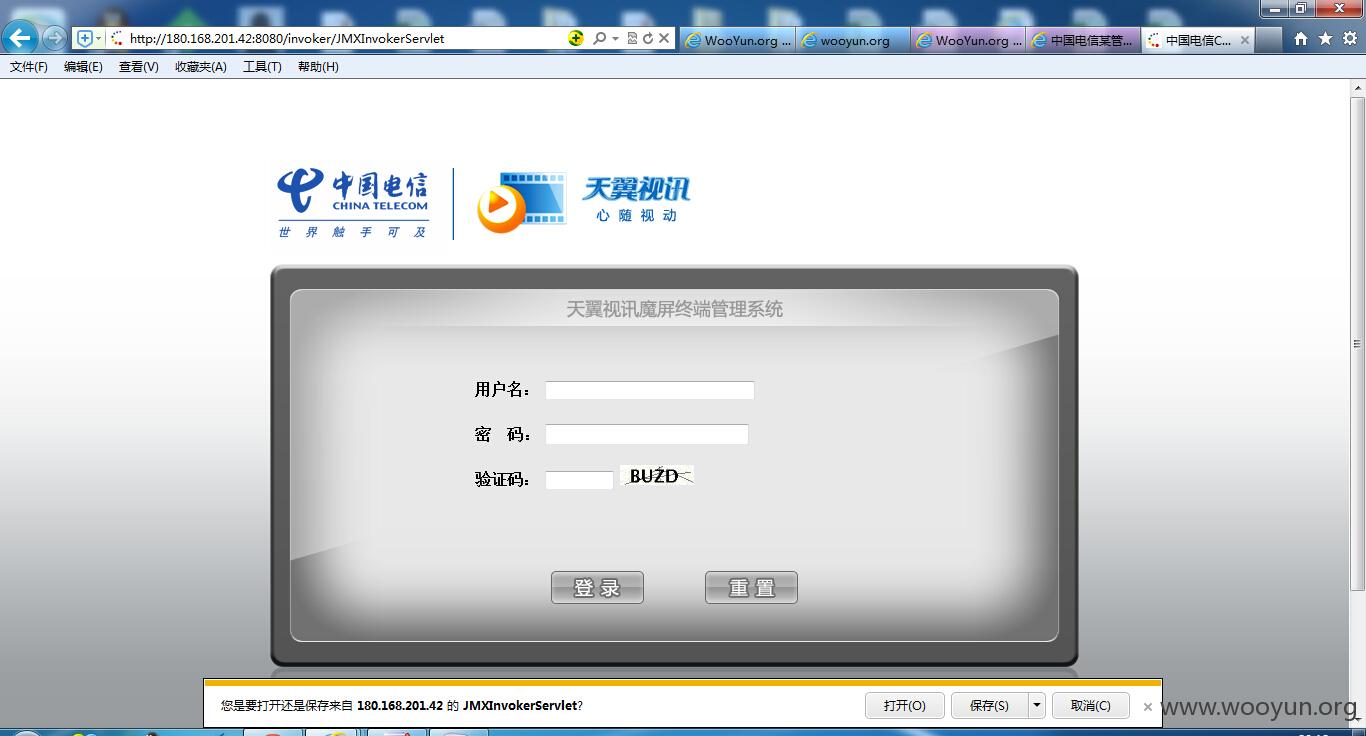 http://180.168.201.42:8080/invoker/JMXInvokerServlet
WooYun.org ...
wooyun.org
WooYun.org ...
中国电信某管...
中国电信C...
文件(F) 编辑(E) 查看(V) 收藏夹(A) 工具(T) 帮助(H)
中国电信
CHINA TELECOM
世界触手可及
天翼视讯
心随视动
天翼视讯魔屏终端管理系统
用户名：
密 码：
验证码：
BUZD
登 录
重 置
您是要打开还是保存来自 180.168.201.42 的 JMXInvokerServlet?
打开(O)
保存(S)
取消(C)
www.wooyun.org